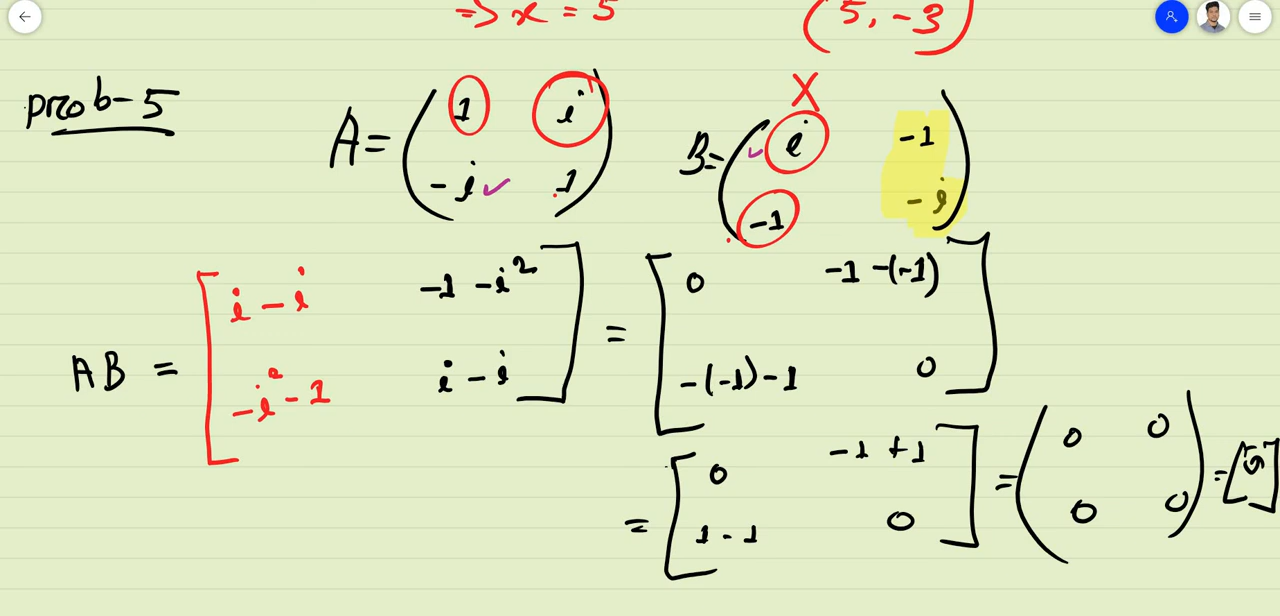 => x = 5 (5, -3)
prob-5
A = ( 1 i ; -i 1 ) X B = ( i -1 ; -1 -i )
AB = [ i - i -1 - i² ; -i² - 1 i - i ] = [ 0 -1 -(-1) ; -(-1) - 1 0 ]
= [ 0 -1 + 1 ; 1 - 1 0 ] = ( 0 0 ; 0 0 ) =